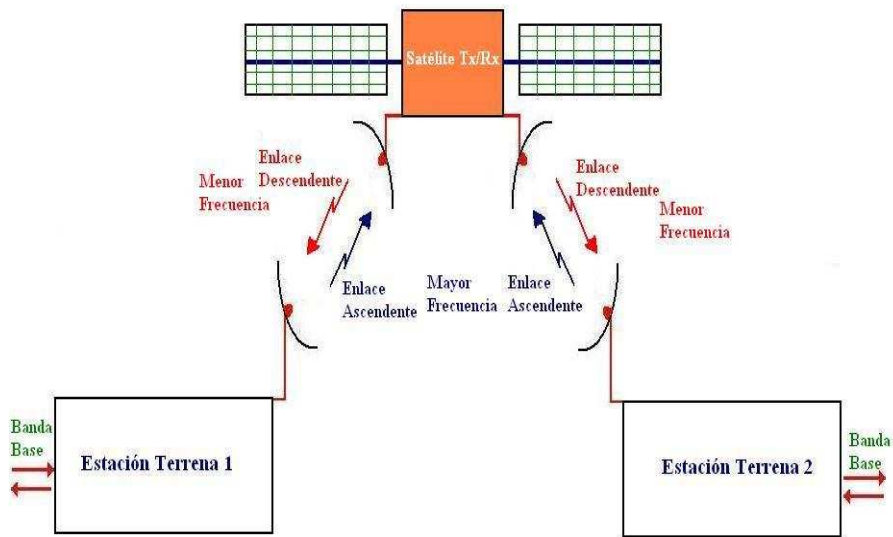 Satélite Tx/Rx
Enlace
Descendente
Menor
Frecuencia
Enlace
Descendente
Menor
Frecuencia
Enlace
Ascendente
Mayor
Frecuencia
Enlace
Ascendente
Banda
Base
Estación Terrena 1
Estación Terrena 2
Banda
Base